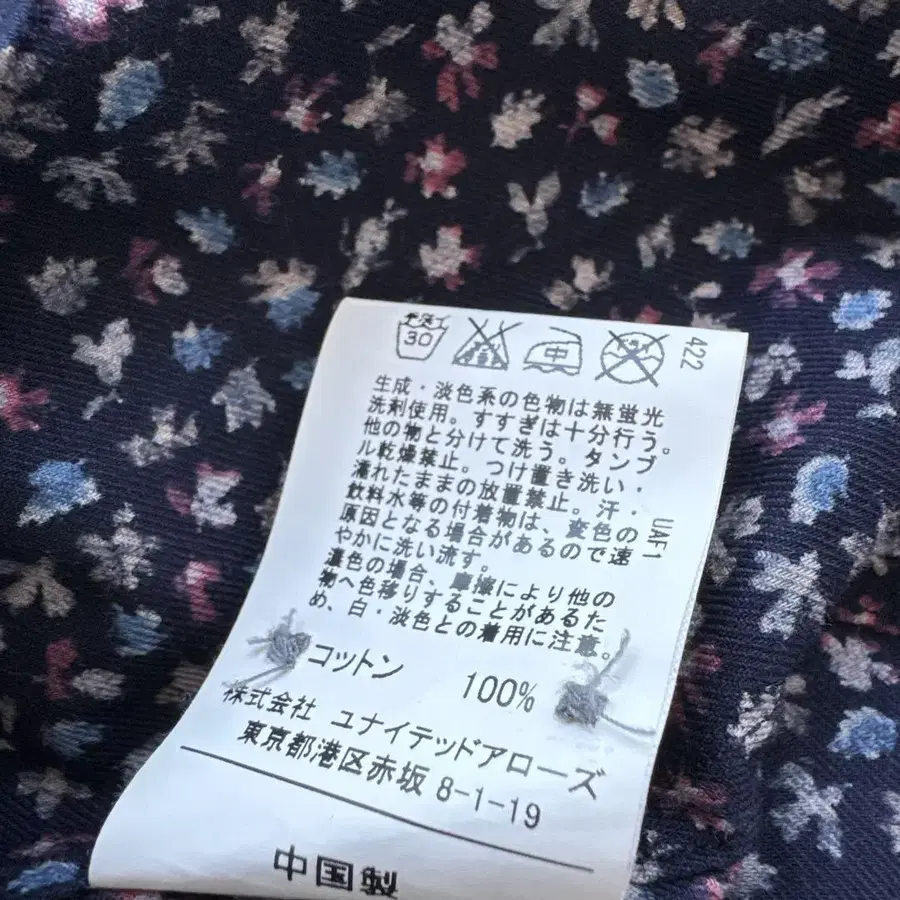 30
中
422
生成・淡色系の色物は無蛍光
洗剤使用。すすぎは十分行う。
他の物と分けて洗う。タンブ
ル乾燥禁止。つけ置き洗い・
濡れたままの放置禁止。汗・
飲料水等の付着物は、変色の
原因となる場合があるので速
やかに洗い流す。
濃色の場合、摩擦により他の
物へ色移りすることがあるた
め、白・淡色との着用に注意。
UAF1
コットン 100%
株式会社 ユナイテッドアローズ
東京都港区赤坂 8-1-19
中国製